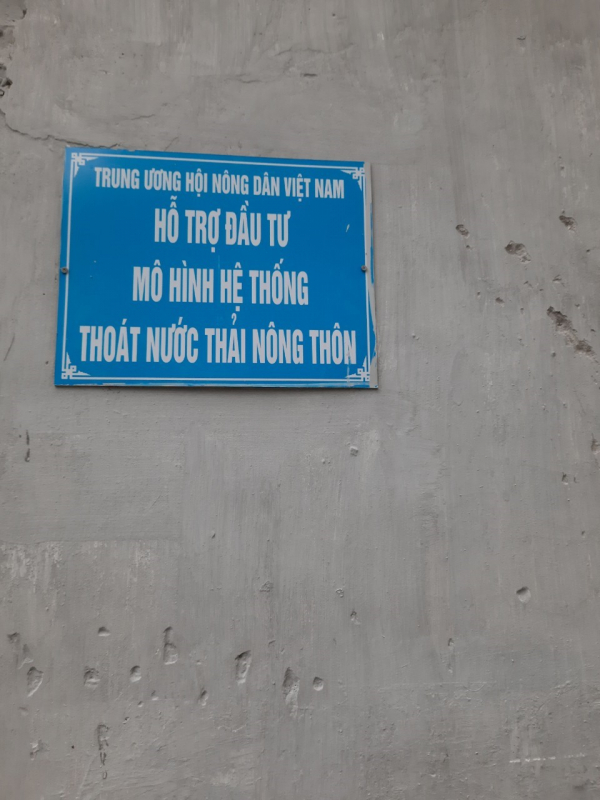 TRUNG ƯƠNG HỘI NÔNG DÂN VIỆT NAM
HỖ TRỢ ĐẦU TƯ
MÔ HÌNH HỆ THỐNG
THOÁT NƯỚC THẢI NÔNG THÔN